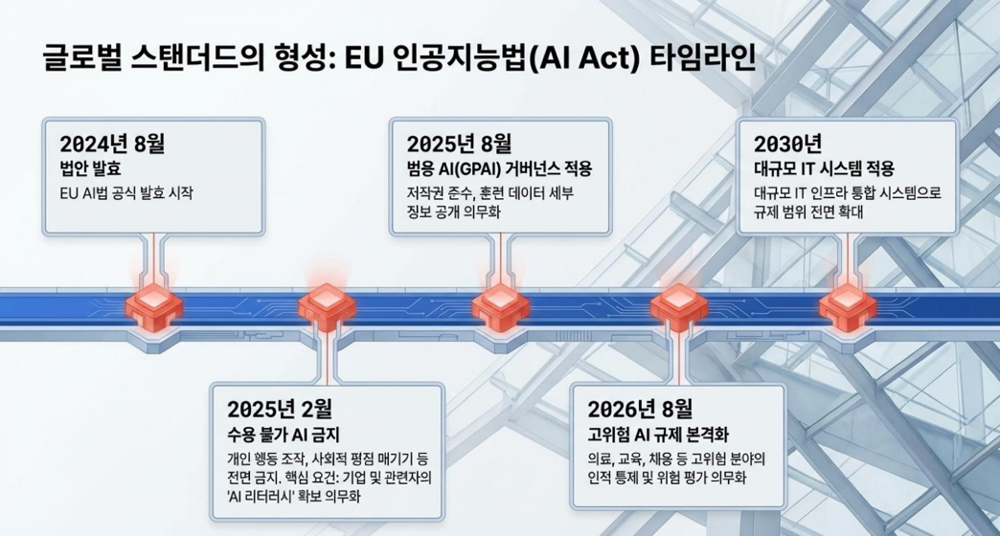 글로벌 스탠더드의 형성: EU 인공지능법(AI Act) 타임라인
2024년 8월
법안 발효
EU AI법 공식 발효 시작
2025년 2월
수용 불가 AI 금지
개인 행동 조작, 사회적 평점 매기기 등
전면 금지. 핵심 요건: 기업 및 관련자의
'AI 리터러시' 확보 의무화
2025년 8월
범용 AI(GPAI) 거버넌스 적용
저작권 준수, 훈련 데이터 세부
정보 공개 의무화
2026년 8월
고위험 AI 규제 본격화
의료, 교육, 채용 등 고위험 분야의
인적 통제 및 위험 평가 의무화
2030년
대규모 IT 시스템 적용
대규모 IT 인프라 통합 시스템으로
규제 범위 전면 확대